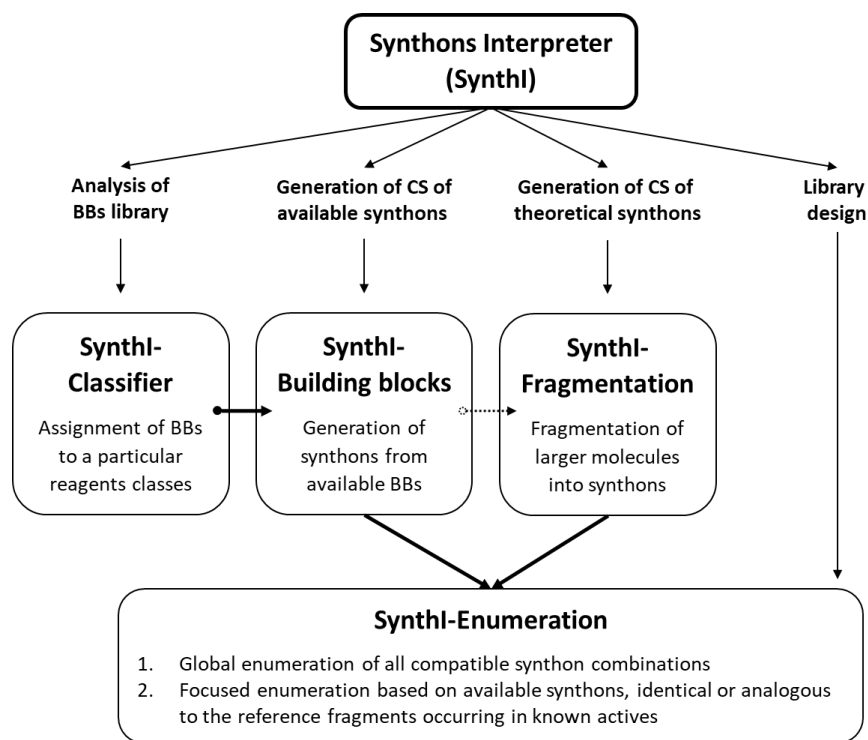 Synthons Interpreter
(SynthI)
Analysis of
BBs library
Generation of CS of
available synthons
Generation of CS of
theoretical synthons
Library
design
SynthI-
Classifier
Assignment of BBs
to a particular
reagents classes
SynthI-
Building blocks
Generation of
synthons from
available BBs
SynthI-
Fragmentation
Fragmentation of
larger molecules
into synthons
SynthI-Enumeration
1. Global enumeration of all compatible synthon combinations
2. Focused enumeration based on available synthons, identical or analogous
to the reference fragments occurring in known actives